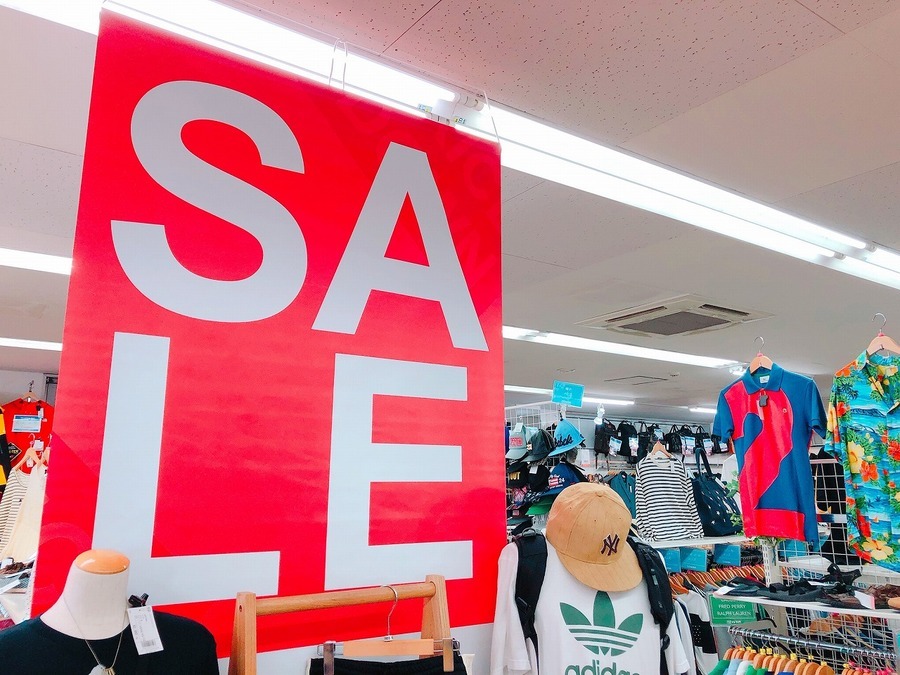 SA
LE
NY
adidas
FRED PERRY
RALPH LAUREN